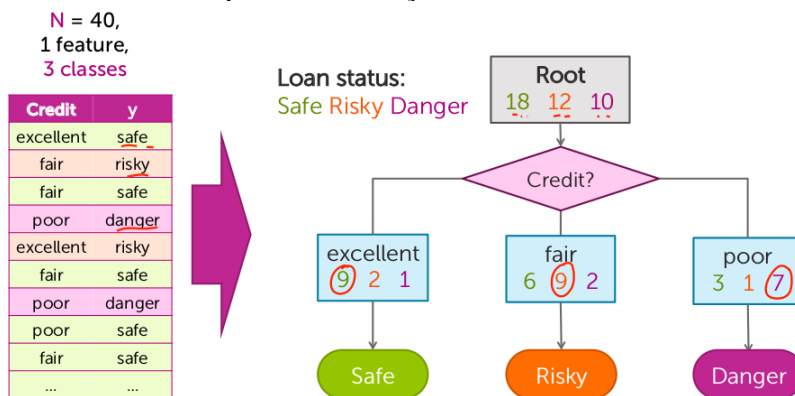 N = 40,
1 feature,
3 classes
Credit y
excellent safe
fair risky
fair safe
poor danger
excellent risky
fair safe
poor danger
poor safe
fair safe
... ...
Loan status:
Safe Risky Danger
Root
18 12 10
Credit?
excellent
9 2 1
fair
6 9 2
poor
3 1 7
Safe
Risky
Danger